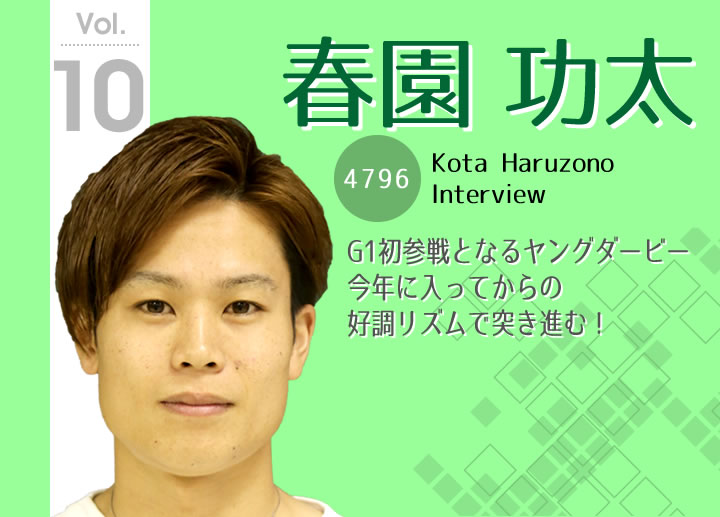 Vol.
10
春園 功太
4796
Kota Haruzono
Interview
G1初参戦となるヤングダービー
今年に入ってからの
好調リズムで突き進む！